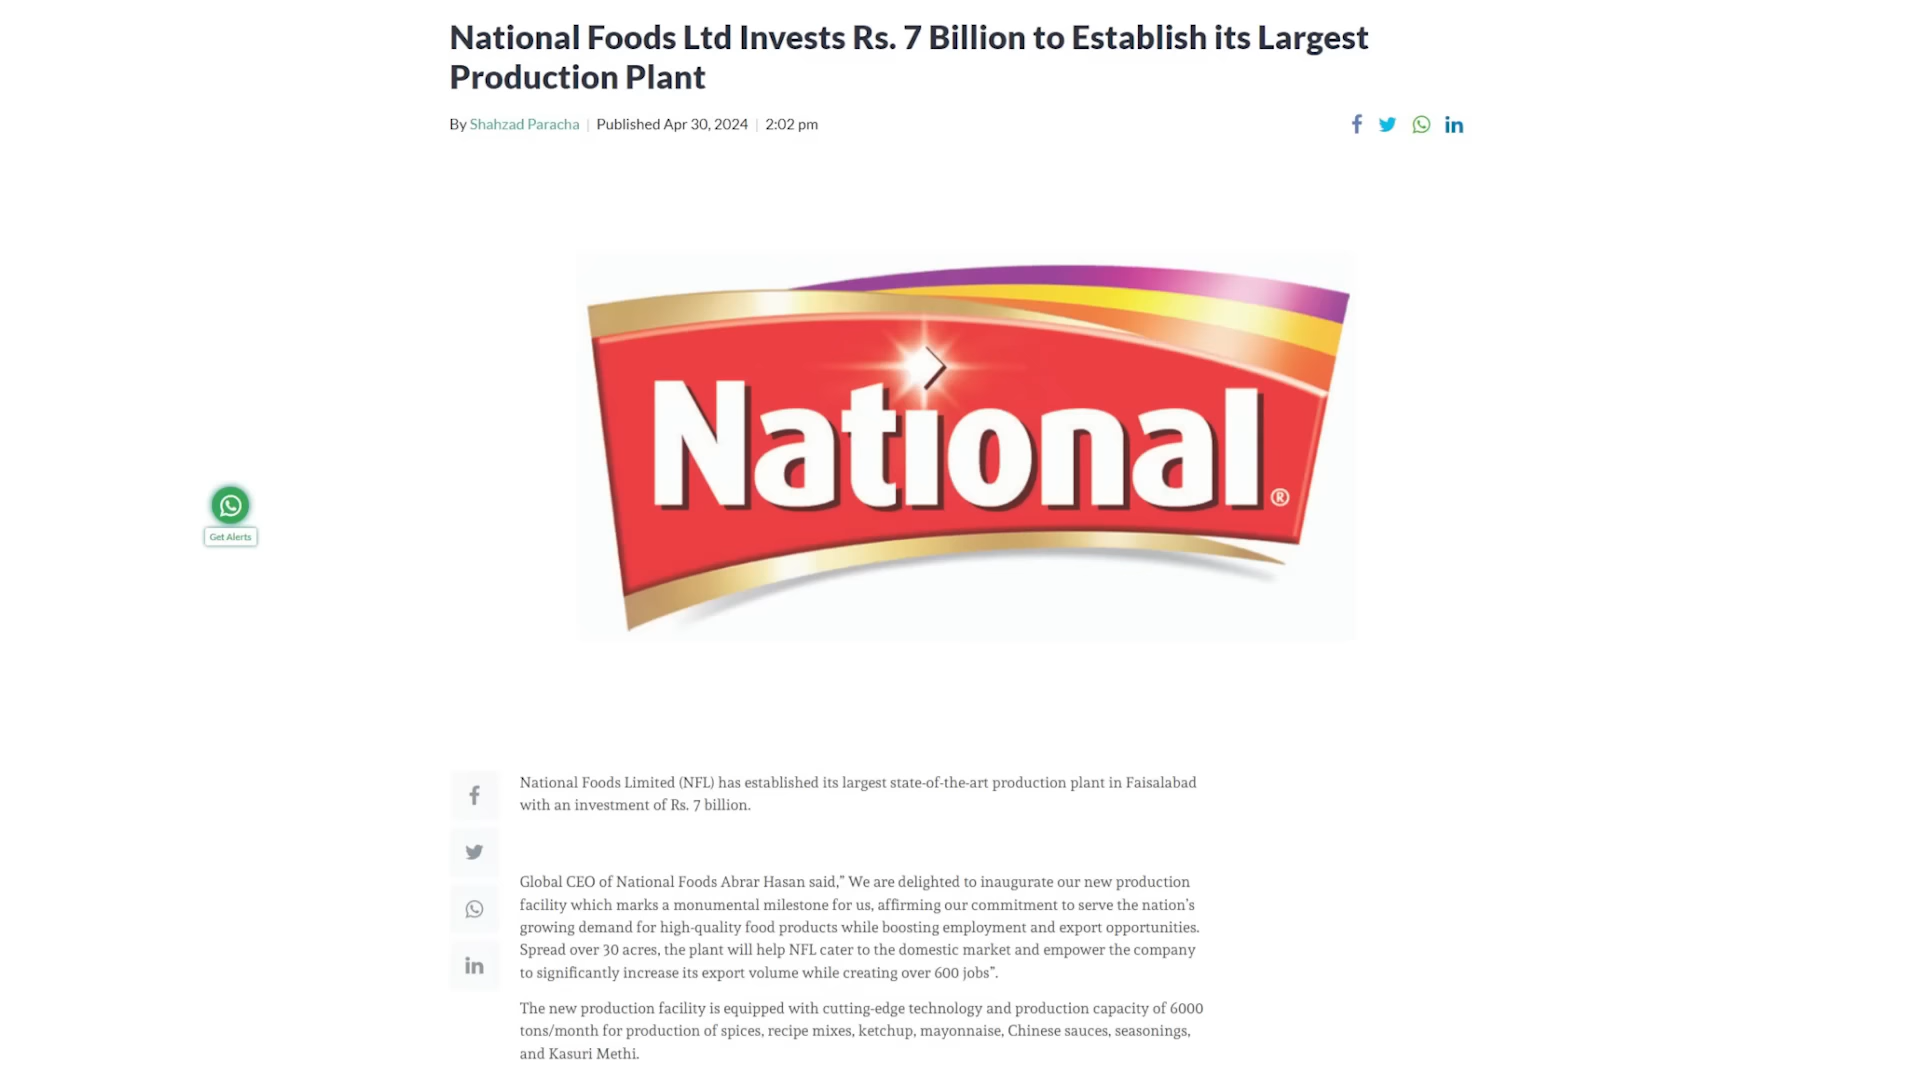 National Foods Ltd Invests Rs. 7 Billion to Establish its Largest
Production Plant
By Shahzad Paracha | Published Apr 30, 2024 | 2:02 pm
National®
Get Alerts
National Foods Limited (NFL) has established its largest state-of-the-art production plant in Faisalabad
with an investment of Rs. 7 billion.
Global CEO of National Foods Abrar Hasan said,” We are delighted to inaugurate our new production
facility which marks a monumental milestone for us, affirming our commitment to serve the nation’s
growing demand for high-quality food products while boosting employment and export opportunities.
Spread over 30 acres, the plant will help NFL cater to the domestic market and empower the company
to significantly increase its export volume while creating over 600 jobs”.
The new production facility is equipped with cutting-edge technology and production capacity of 6000
tons/month for production of spices, recipe mixes, ketchup, mayonnaise, Chinese sauces, seasonings,
and Kasuri Methi.